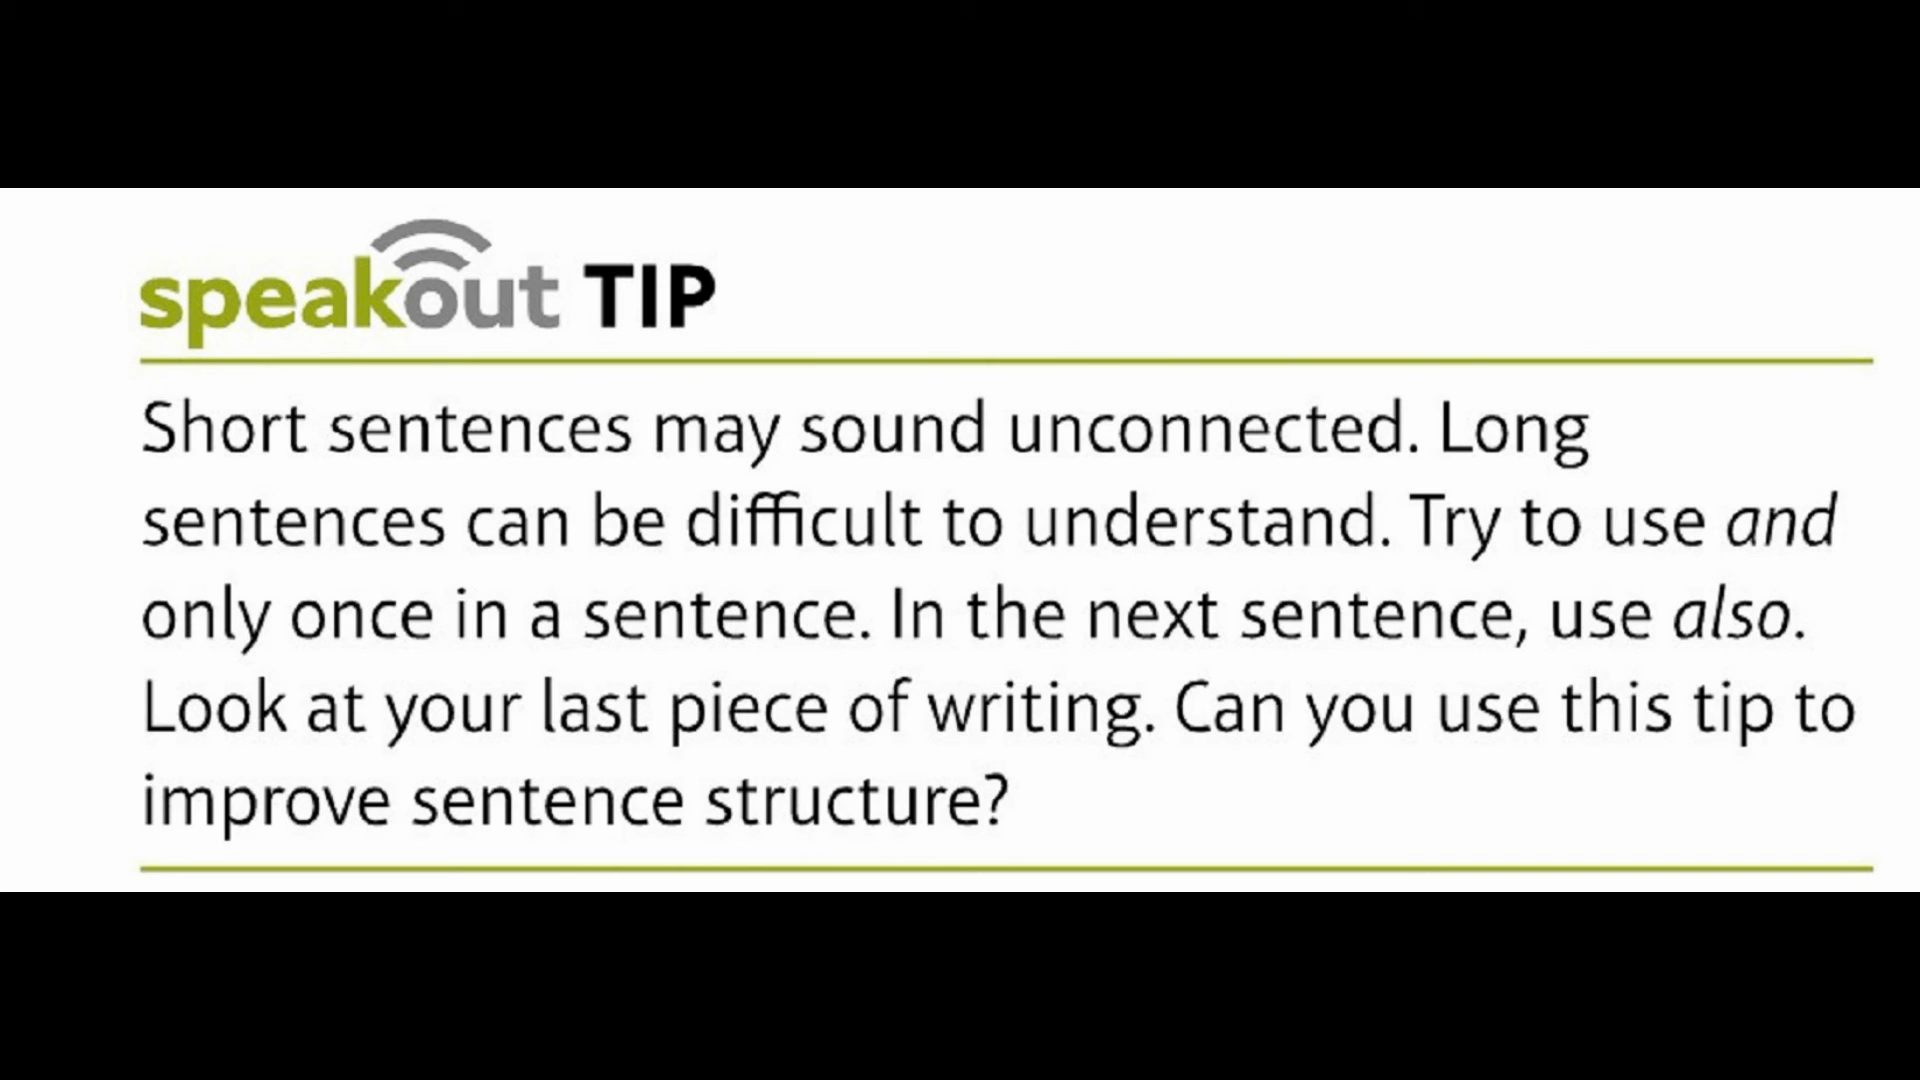 speakout TIP
Short sentences may sound unconnected. Long
sentences can be difficult to understand. Try to use and
only once in a sentence. In the next sentence, use also.
Look at your last piece of writing. Can you use this tip to
improve sentence structure?